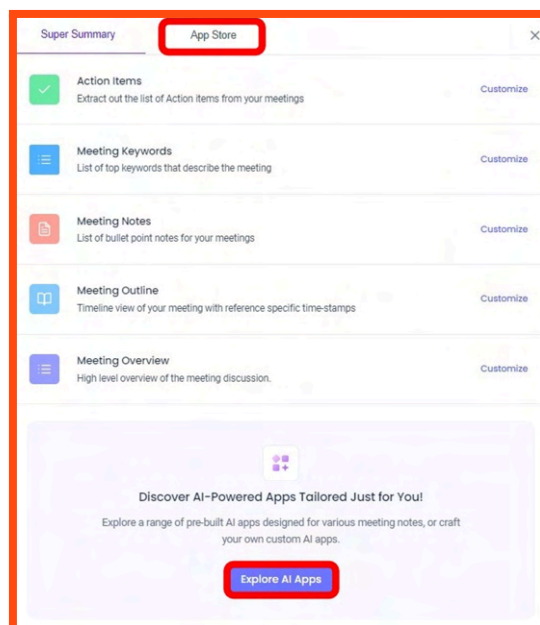 Super Summary
App Store
Action Items
Customize
Extract out the list of Action items from your meetings
Meeting Keywords
Customize
List of top keywords that describe the meeting
Meeting Notes
Customize
List of bullet point notes for your meetings
Meeting Outline
Customize
Timeline view of your meeting with reference specific time-stamps
Meeting Overview
Customize
High level overview of the meeting discussion.
Discover AI-Powered Apps Tailored Just for You!
Explore a range of pre-built AI apps designed for various meeting notes, or craft
your own custom AI apps.
Explore AI Apps